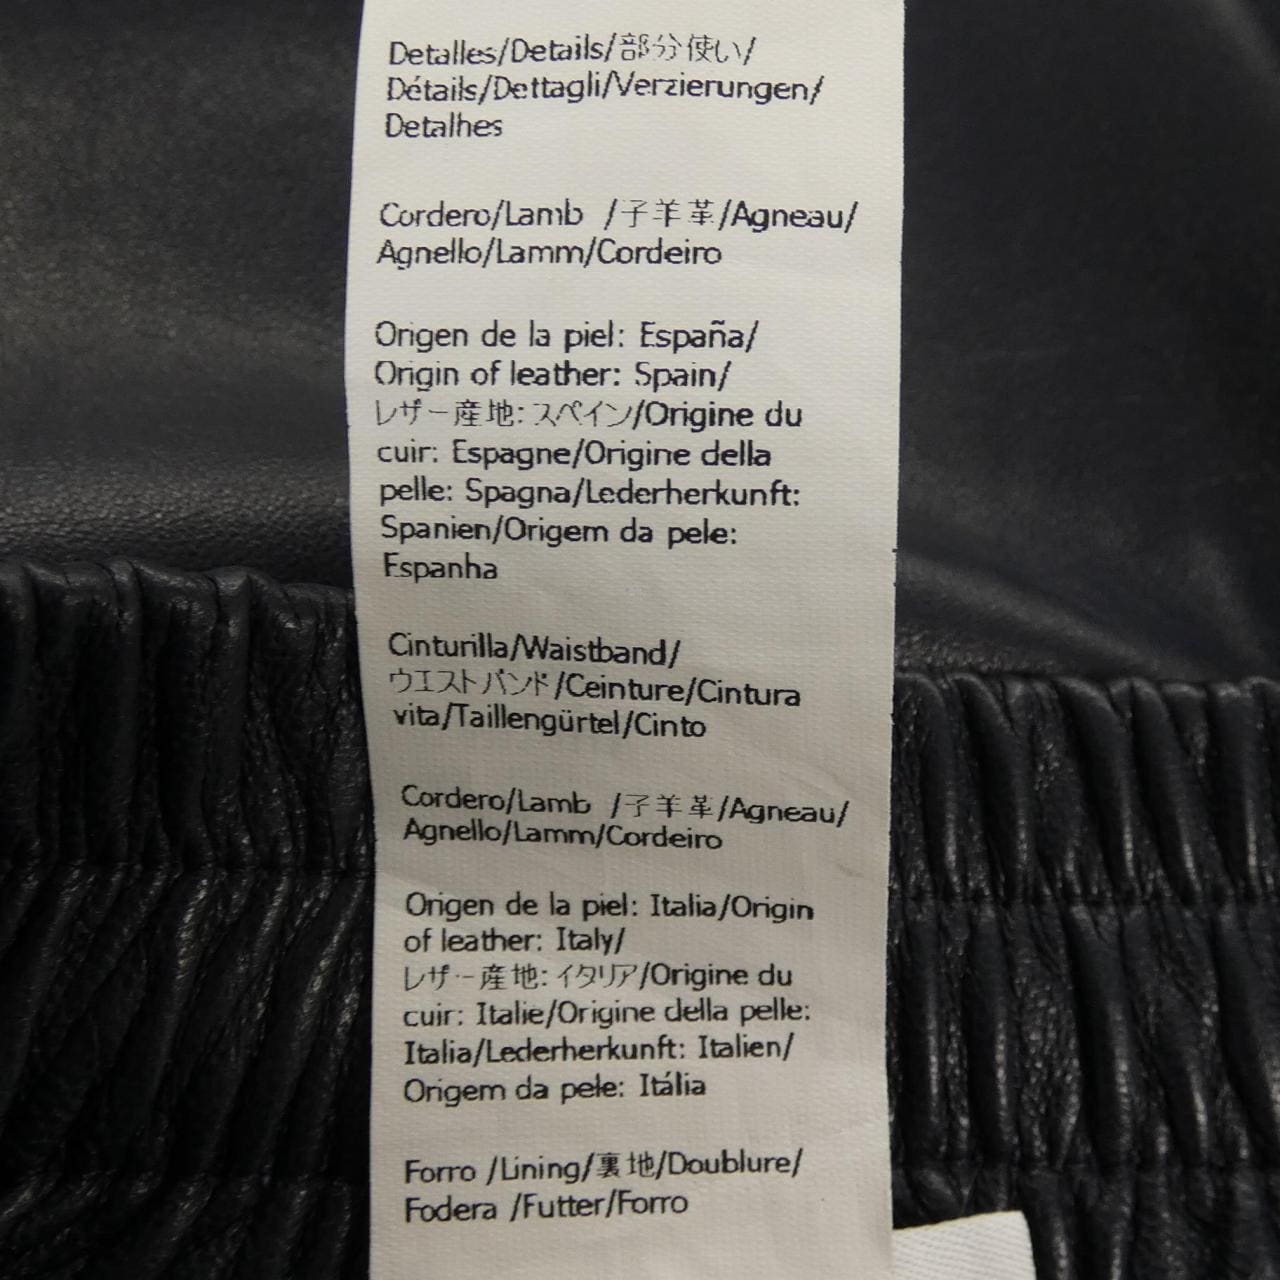 Detalles/Details/部分使い/
Détails/Dettagli/Verzierungen/
Detalhes
Cordero/Lamb /子羊革/Agneau/
Agnello/Lamm/Cordeiro
Origen de la piel: España/
Origin of leather: Spain/
レザー産地: スペイン/Origine du
cuir: Espagne/Origine della
pelle: Spagna/Lederherkunft:
Spanien/Origem da pele:
Espanha
Cinturilla/Waistband/
ウエストバンド/Ceinture/Cintura
vita/Taillengürtel/Cinto
Cordero/Lamb /子羊革/Agneau/
Agnello/Lamm/Cordeiro
Origen de la piel: Italia/Origin
of leather: Italy/
レザー産地: イタリア/Origine du
cuir: Italie/Origine della pelle:
Italia/Lederherkunft: Italien/
Origem da pele: Itália
Forro /Lining/裏地/Doublure/
Fodera /Futter/Forro